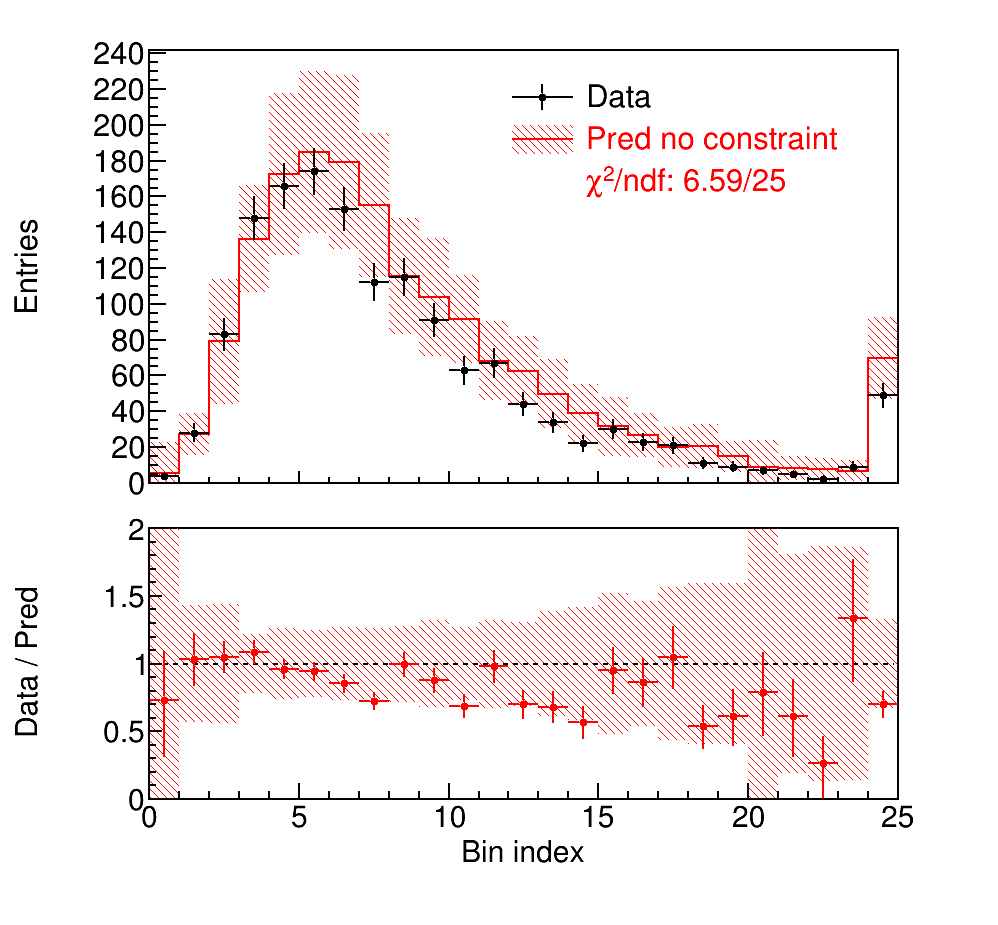 240
220
200
180
160
140
120
100
80
60
40
20
0
Entries
Data
Pred no constraint
χ²/ndf: 6.59/25
2
1.5
1
0.5
0
Data / Pred
0 5 10 15 20 25
Bin index